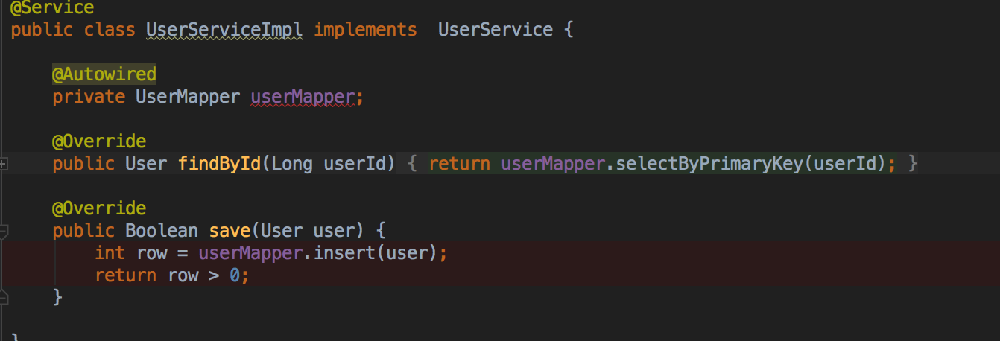 @Service
public class UserServiceImpl implements  UserService {
@Autowired
private UserMapper userMapper;
@Override
public User findById(Long userId) { return userMapper.selectByPrimaryKey(userId); }
@Override
public Boolean save(User user) {
int row = userMapper.insert(user);
return row > 0;
}
}